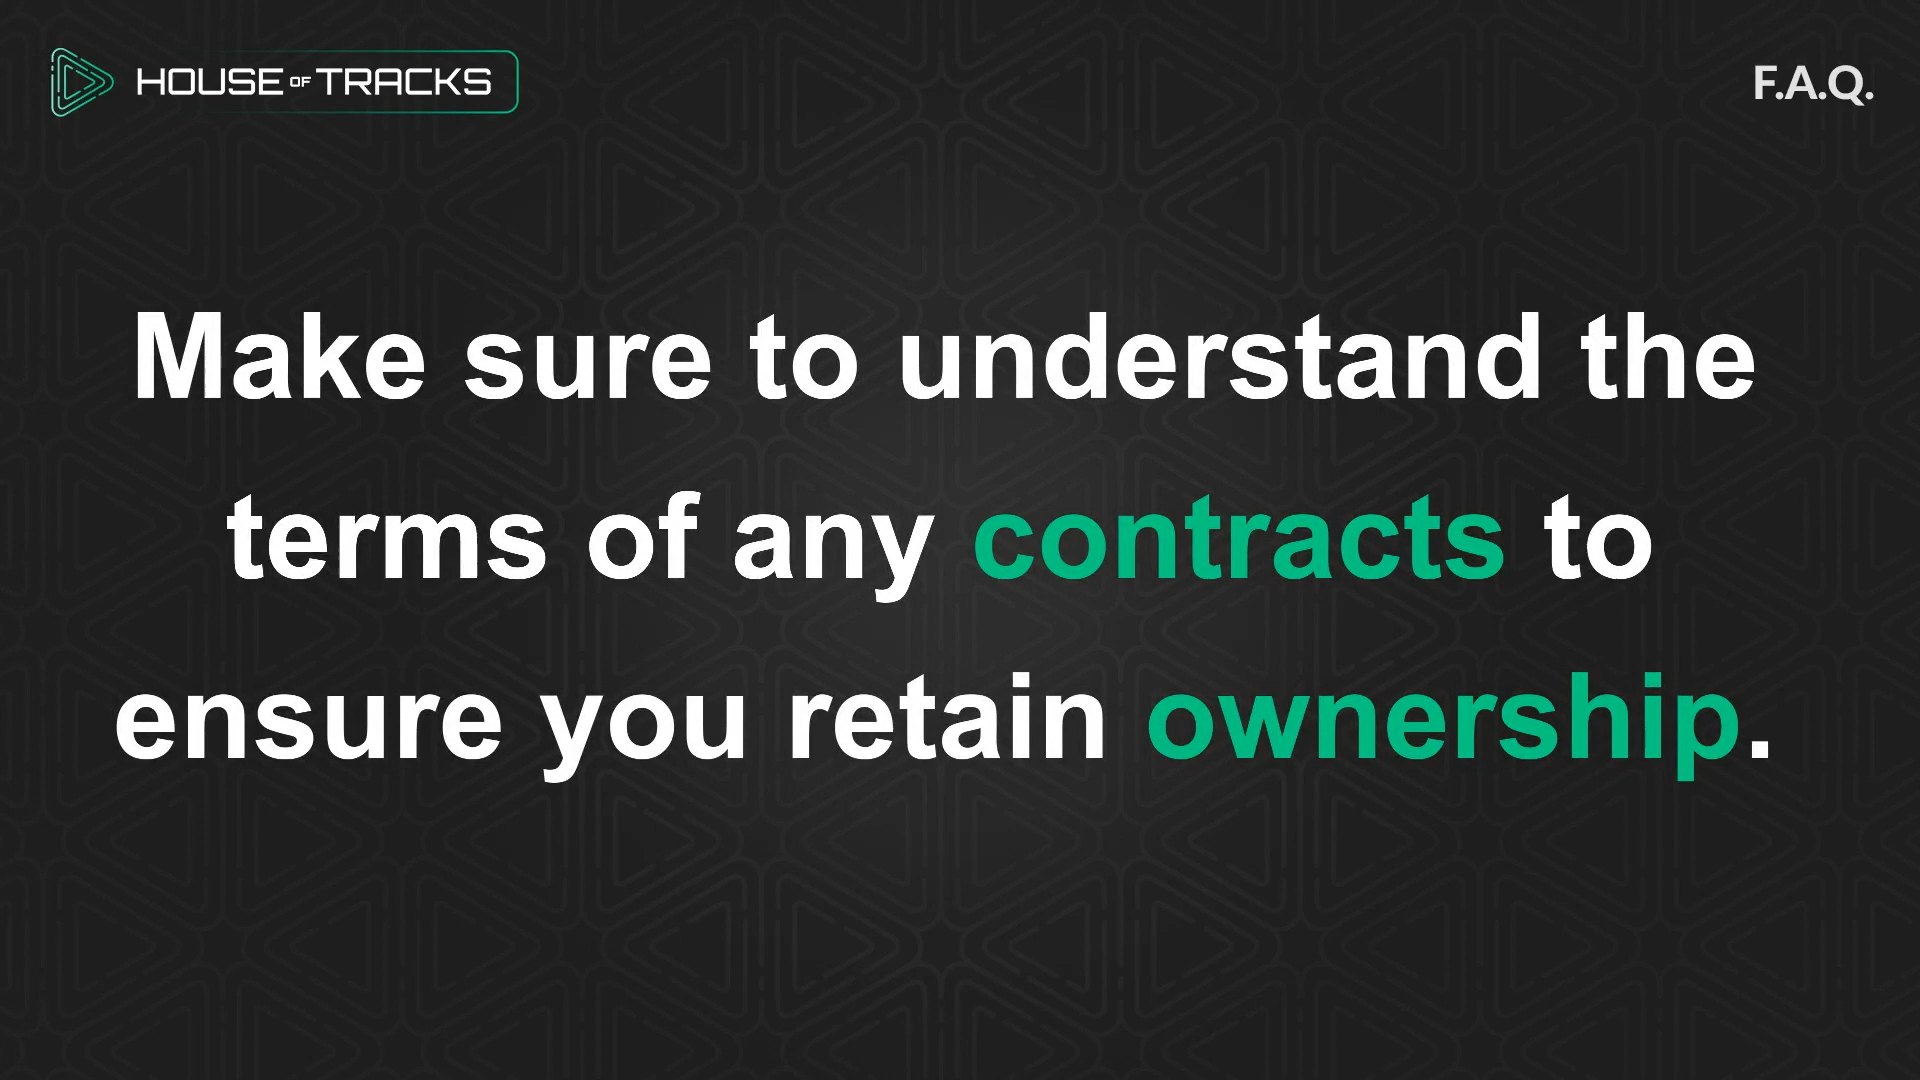 HOUSE OF TRACKS
F.A.Q.
Make sure to understand the
terms of any contracts to
ensure you retain ownership.